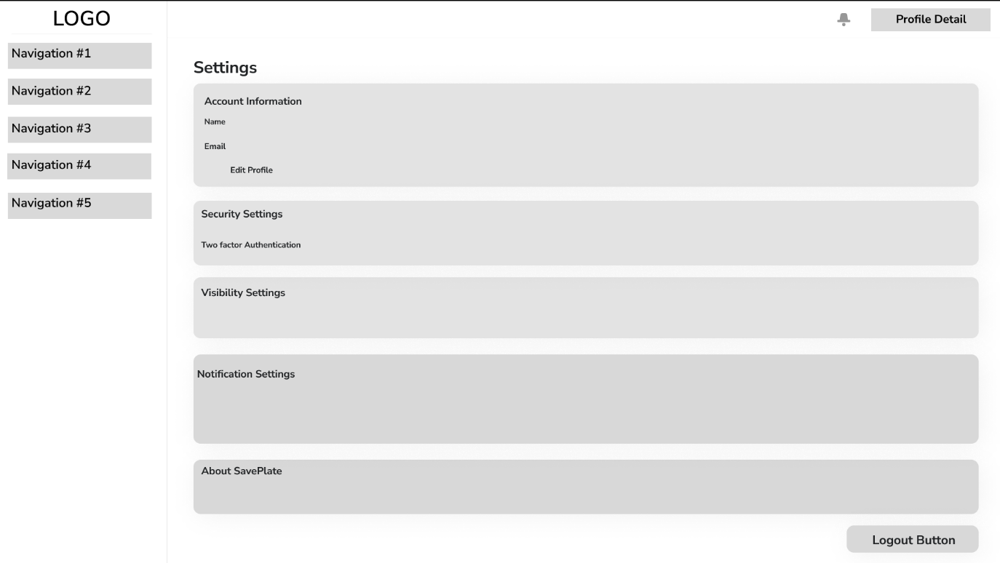 LOGO
Profile Detail
Navigation #1
Navigation #2
Navigation #3
Navigation #4
Navigation #5
Settings
Account Information
Name
Email
Edit Profile
Security Settings
Two factor Authentication
Visibility Settings
Notification Settings
About SavePlate
Logout Button